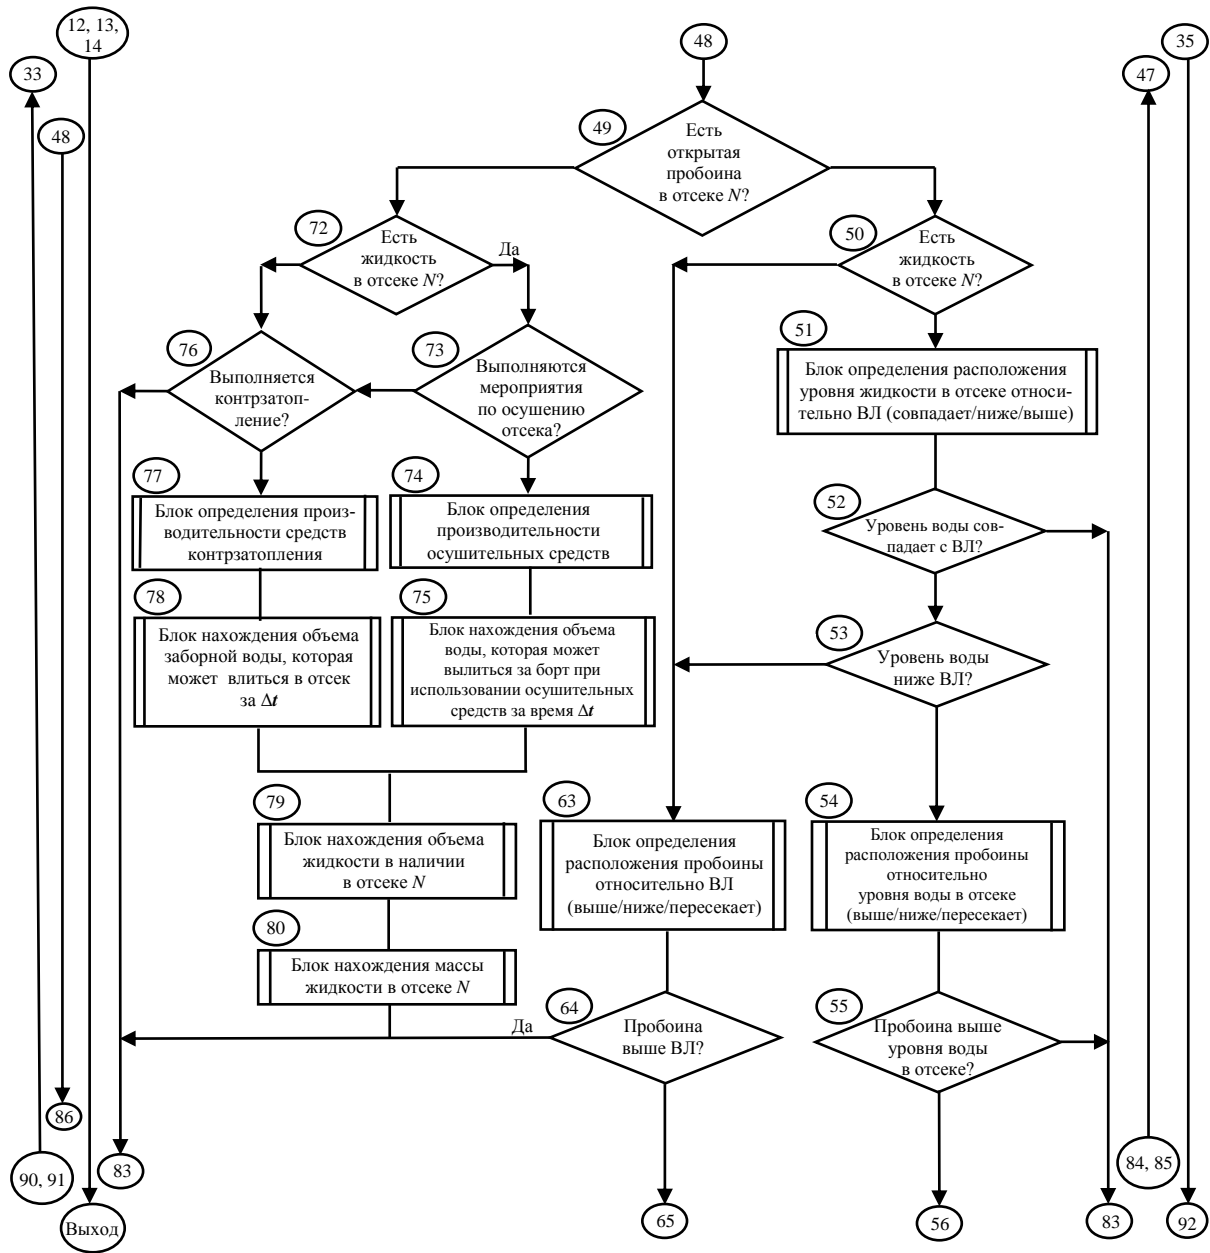 12, 13,
14
48
35
33
47
48
49
Есть
открытая
пробоина
в отсеке N?
72
Есть
жидкость
в отсеке N?
Да
50
Есть
жидкость
в отсеке N?
76
Выполняется
контрзатоп-
ление?
73
Выполняются
мероприятия
по осушению
отсека?
51
Блок определения расположения
уровня жидкости в отсеке относи-
тельно ВЛ (совпадает/ниже/выше)
77
Блок определения произ-
водительности средств
контрзатопления
74
Блок определения
производительности
осушительных средств
52
Уровень воды сов-
падает с ВЛ?
78
Блок нахождения объема
заборной воды, которая
может влиться в отсек
за Δt
75
Блок нахождения объема
воды, которая может
вылиться за борт при
использовании осушительных
средств за время Δt
53
Уровень воды
ниже ВЛ?
79
Блок нахождения объема
жидкости в наличии
в отсеке N
63
Блок определения
расположения пробоины
относительно ВЛ
(выше/ниже/пересекает)
54
Блок определения
расположения пробоины
относительно
уровня воды в отсеке
(выше/ниже/пересекает)
80
Блок нахождения массы
жидкости в отсеке N
64
Да
Пробоина
выше ВЛ?
55
Пробоина выше
уровня воды
в отсеке?
86
90, 91
83
84, 85
Выход
65
56
83
92